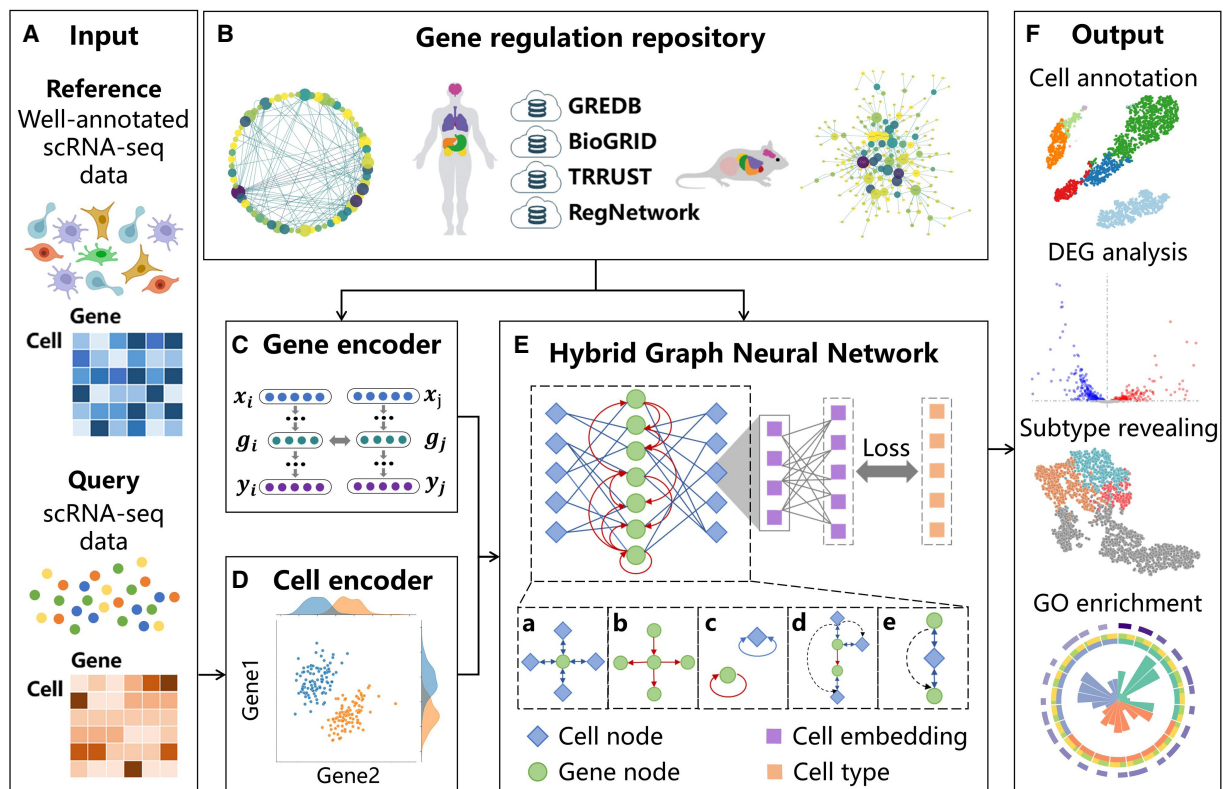 A Input
Reference
Well-annotated
scRNA-seq
data
Gene
Cell
Query
scRNA-seq
data
Gene
Cell
B
Gene regulation repository
GREDB
BioGRID
TRRUST
RegNetwork
C Gene encoder
xᵢ
xⱼ
gᵢ
gⱼ
yᵢ
yⱼ
D Cell encoder
Gene1
Gene2
E
Hybrid Graph Neural Network
Loss
a
b
c
d
e
Cell node
Cell embedding
Gene node
Cell type
F Output
Cell annotation
DEG analysis
Subtype revealing
GO enrichment